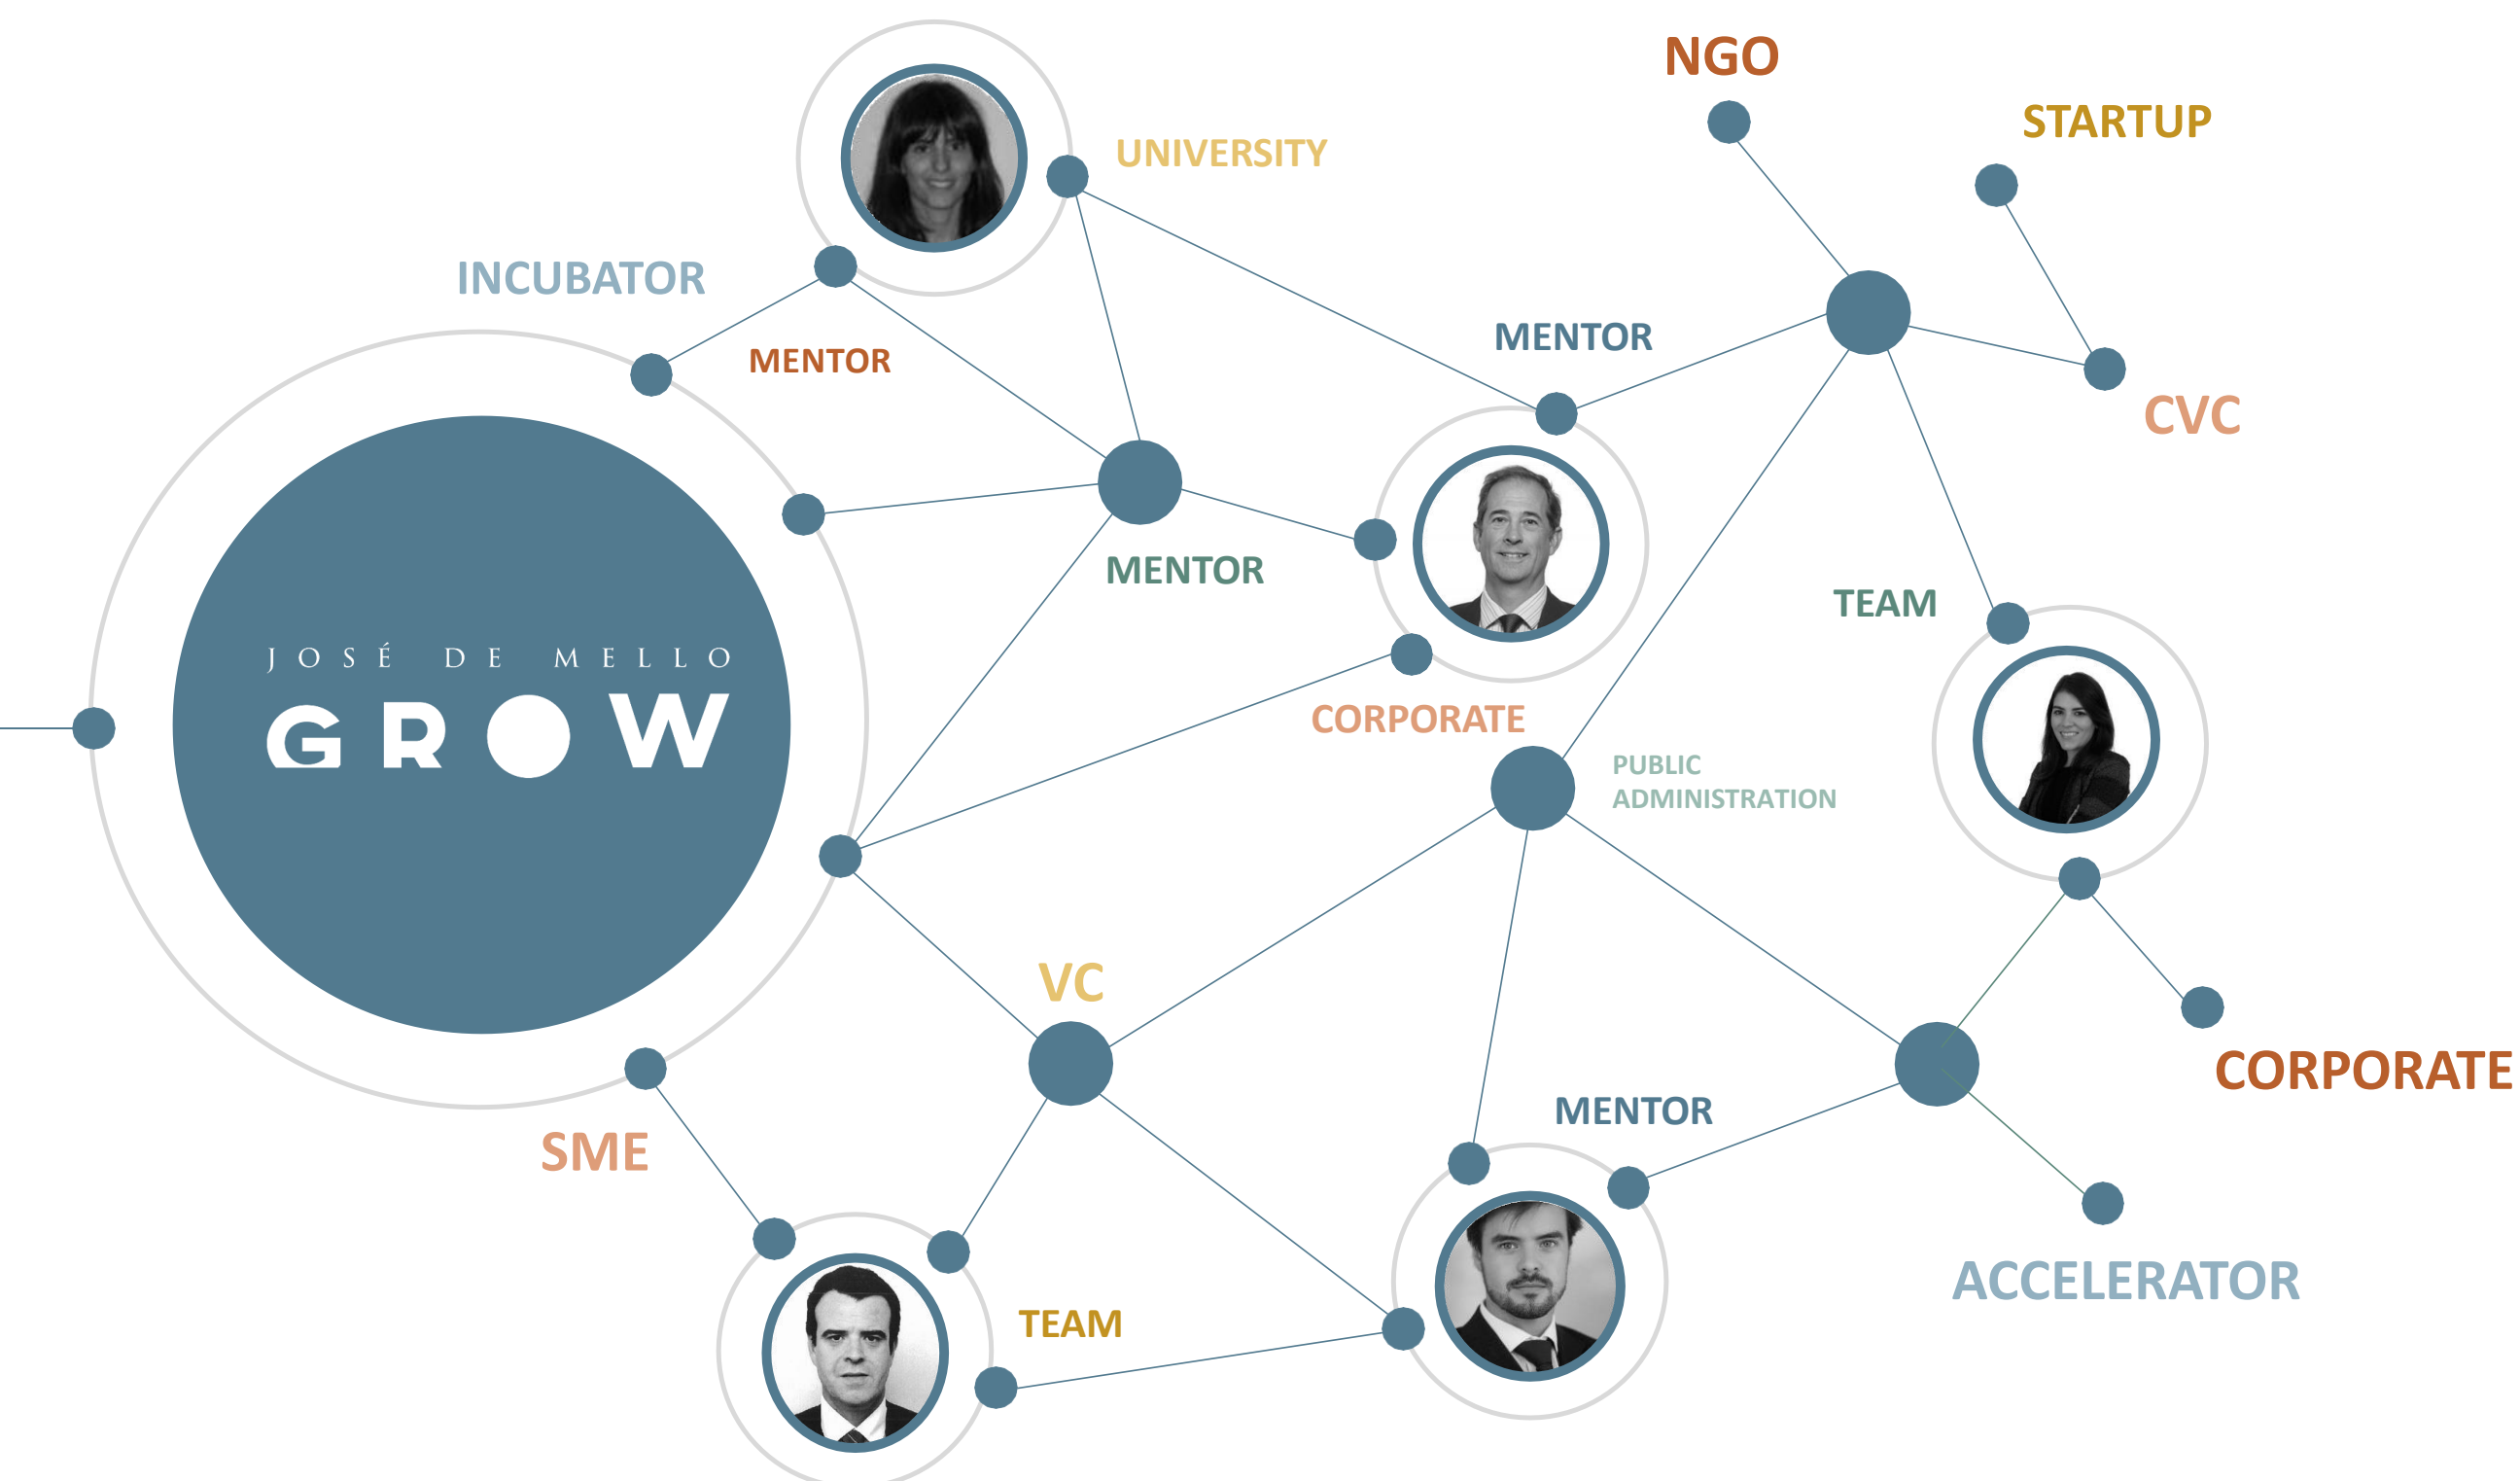 NGO
STARTUP
UNIVERSITY
INCUBATOR
MENTOR
MENTOR
CVC
MENTOR
TEAM
JOSÉ DE MELLO
GROW
CORPORATE
PUBLIC
ADMINISTRATION
VC
CORPORATE
MENTOR
SME
ACCELERATOR
TEAM